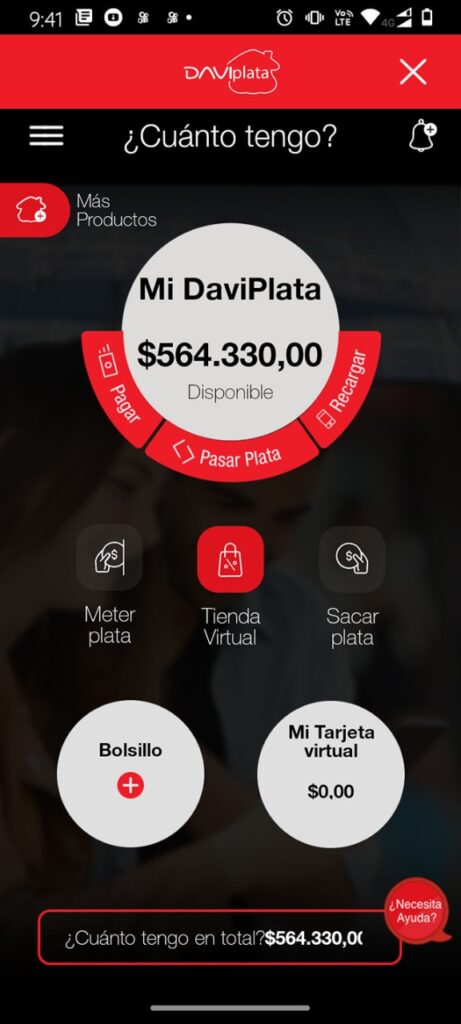 9:41
Vo)) LTE
4G
DAVIplata
¿Cuánto tengo?
Más
Productos
Mi DaviPlata
$564.330,00
Disponible
Pagar
Pasar Plata
Recargar
Meter
plata
Tienda
Virtual
Sacar
plata
Bolsillo
Mi Tarjeta
virtual
$0,00
¿Necesita
Ayuda?
¿Cuánto tengo en total?$564.330,0(